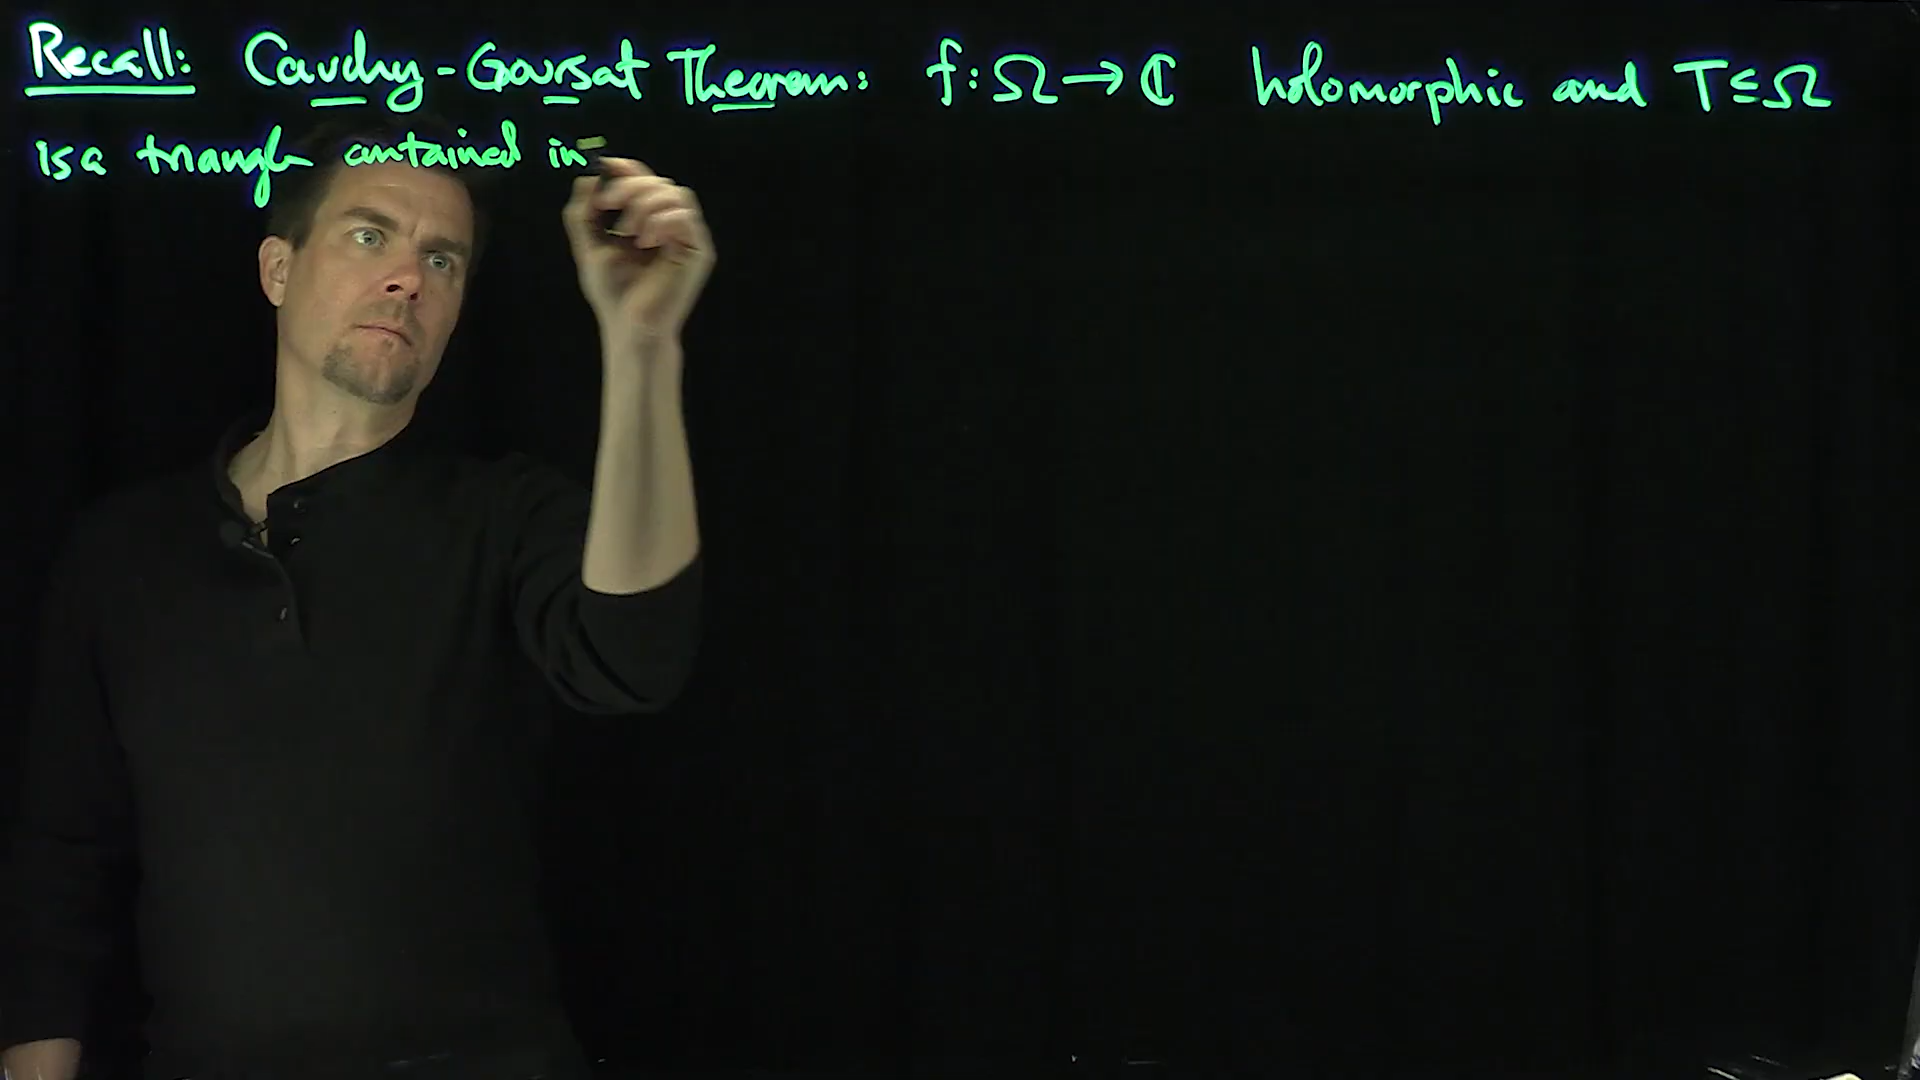 Recall: Cauchy-Goursat Theorem: f:Ω→ℂ holomorphic and T⊆Ω
is a triangle contained in